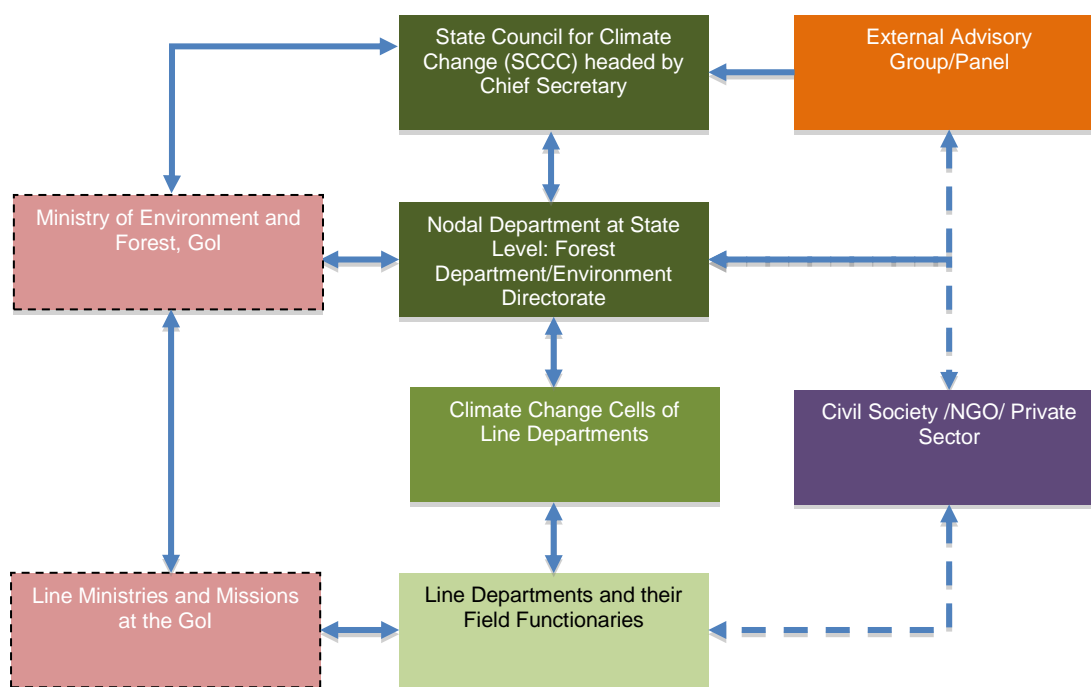 State Council for Climate
Change (SCCC) headed by
Chief Secretary
External Advisory
Group/Panel
Ministry of Environment and
Forest, GoI
Nodal Department at State
Level: Forest
Department/Environment
Directorate
Climate Change Cells of
Line Departments
Civil Society /NGO/ Private
Sector
Line Ministries and Missions
at the GoI
Line Departments and their
Field Functionaries